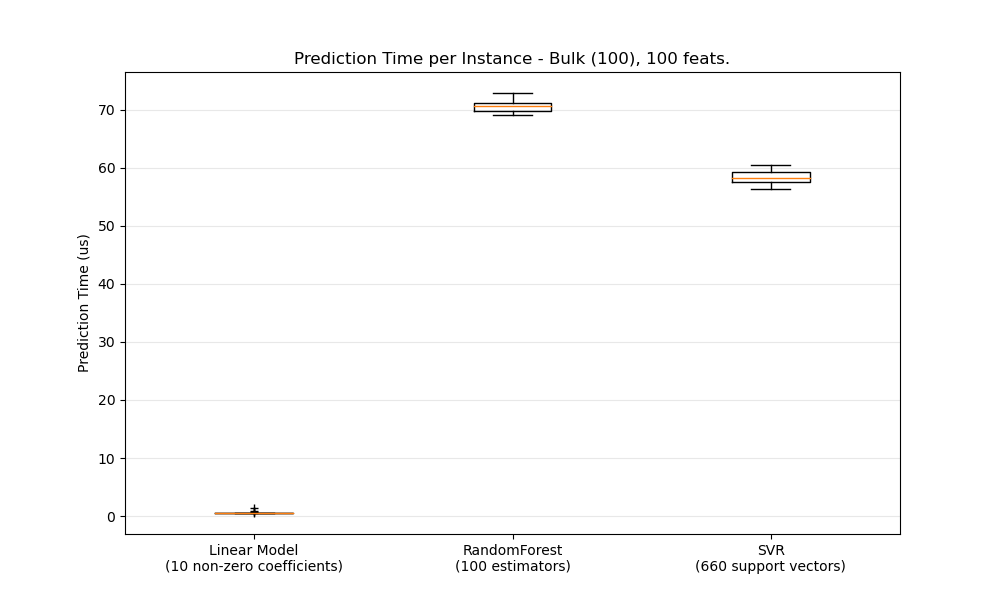 Prediction Time per Instance - Bulk (100), 100 feats.
Prediction Time (us)
70
60
50
40
30
20
10
0
Linear Model
(10 non-zero coefficients)
RandomForest
(100 estimators)
SVR
(660 support vectors)